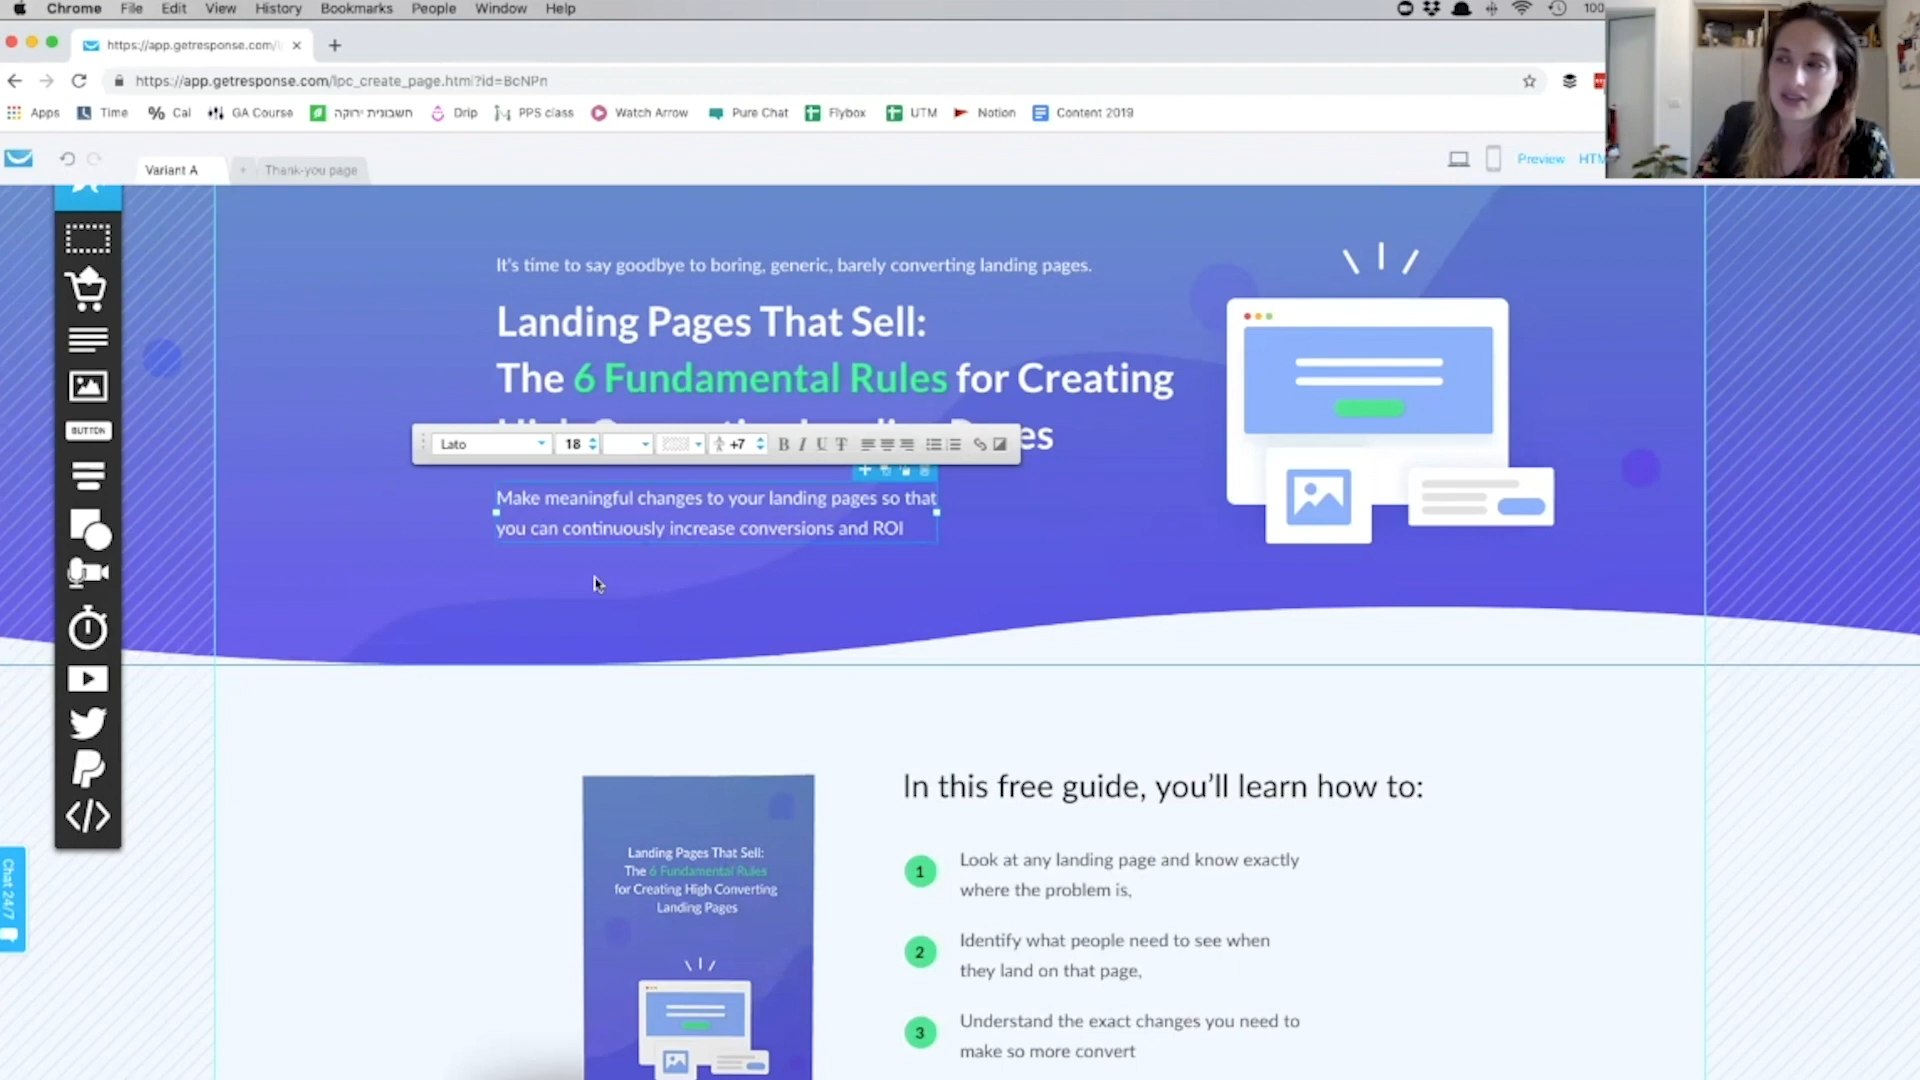 Chrome File Edit View History Bookmarks People Window Help
100
https://app.getresponse.com/l
https://app.getresponse.com/lpc_create_page.html?id=BcNPn
Apps Time Cal GA Course חשבונית ירוקה Drip PPS class Watch Arrow Pure Chat Flybox UTM Notion Content 2019
Variant A + Thank-you page Preview HTM
It's time to say goodbye to boring, generic, barely converting landing pages.
Landing Pages That Sell:
The 6 Fundamental Rules for Creating
es
Lato 18 +7 B I U T
BUTTON
Make meaningful changes to your landing pages so that
you can continuously increase conversions and ROI
Chat 24/7
In this free guide, you'll learn how to:
1 Look at any landing page and know exactly
where the problem is,
2 Identify what people need to see when
they land on that page,
3 Understand the exact changes you need to
make so more convert
Landing Pages That Sell:
The 6 Fundamental Rules
for Creating High Converting
Landing Pages